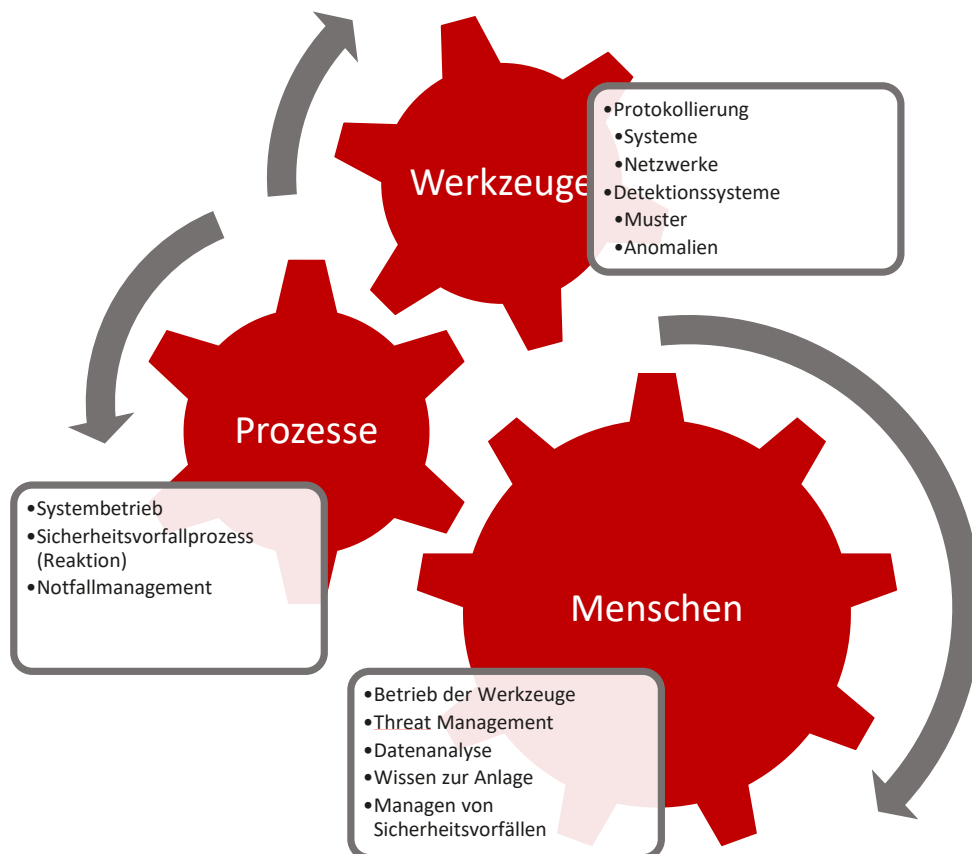 Werkzeuge
•Protokollierung
•Systeme
•Netzwerke
•Detektionssysteme
•Muster
•Anomalien
Prozesse
•Systembetrieb
•Sicherheitsvorfallprozess
(Reaktion)
•Notfallmanagement
Menschen
•Betrieb der Werkzeuge
•Threat Management
•Datenanalyse
•Wissen zur Anlage
•Managen von
Sicherheitsvorfällen